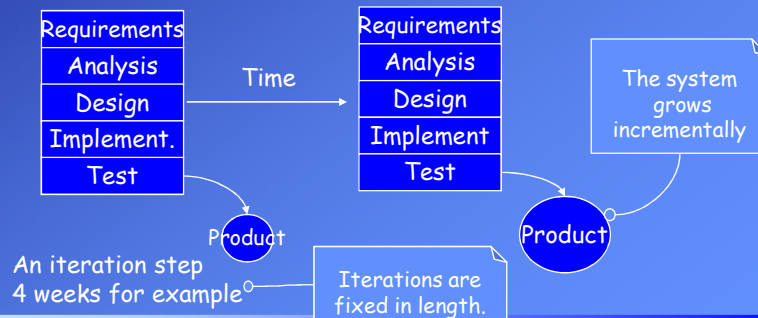 Requirements
Analysis
Design
Implement.
Test
Time
Requirements
Analysis
Design
Implement
Test
The system
grows
incrementally
Product
Product
An iteration step
4 weeks for example
Iterations are
fixed in length.